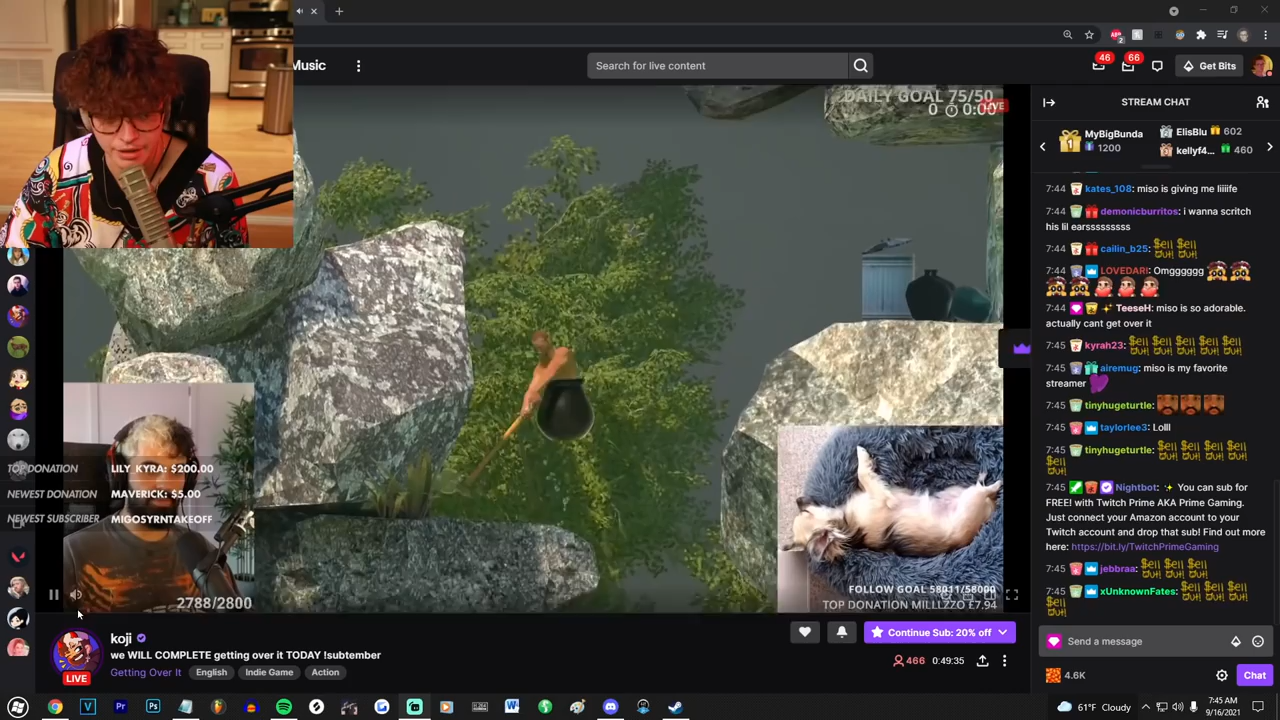 Music
Search for live content
46
66
2
Get Bits
DAILY GOAL 75/50
LIVE
0 0:00
STREAM CHAT
1
MyBigBunda
1200
ElisBlu 602
kellyf4... 460
7:44 kates_108: miso is giving me liiiife
7:44 demonicburritos: i wanna scritch
his lil earsssssssss
7:44 cailin_b25:
7:44 LOVEDARI: Omgggggg
7:44 TeeseH: miso is so adorable.
actually cant get over it
7:45 kyrah23:
7:45 airemug: miso is my favorite
streamer
7:45 tinyhugeturtle:
7:45 taylorlee3: Lolll
7:45 tinyhugeturtle:
7:45 Nightbot: You can sub
for FREE! with Twitch Prime AKA Prime Gaming.
Just connect your Amazon account to your
Twitch account and drop that sub! Find out more
here: https://bit.ly/TwitchPrimeGaming
7:45 jebbraa:
7:45 xUnknownFates:
TOP DONATION LILY_KYRA: $200.00
NEWEST DONATION MAVERICK: $5.00
NEWEST SUBSCRIBER MIGOSYRNTAKEOFF
2788/2800
FOLLOW GOAL 58011/58000
TOP DONATION MILLLZZO £7.94
koji
we WILL COMPLETE getting over it TODAY !subtember
Getting Over It English Indie Game Action
LIVE
Continue Sub: 20% off
466 0:49:35
Send a message
4.6K
Chat
61°F Cloudy
7:45 AM
9/16/2021